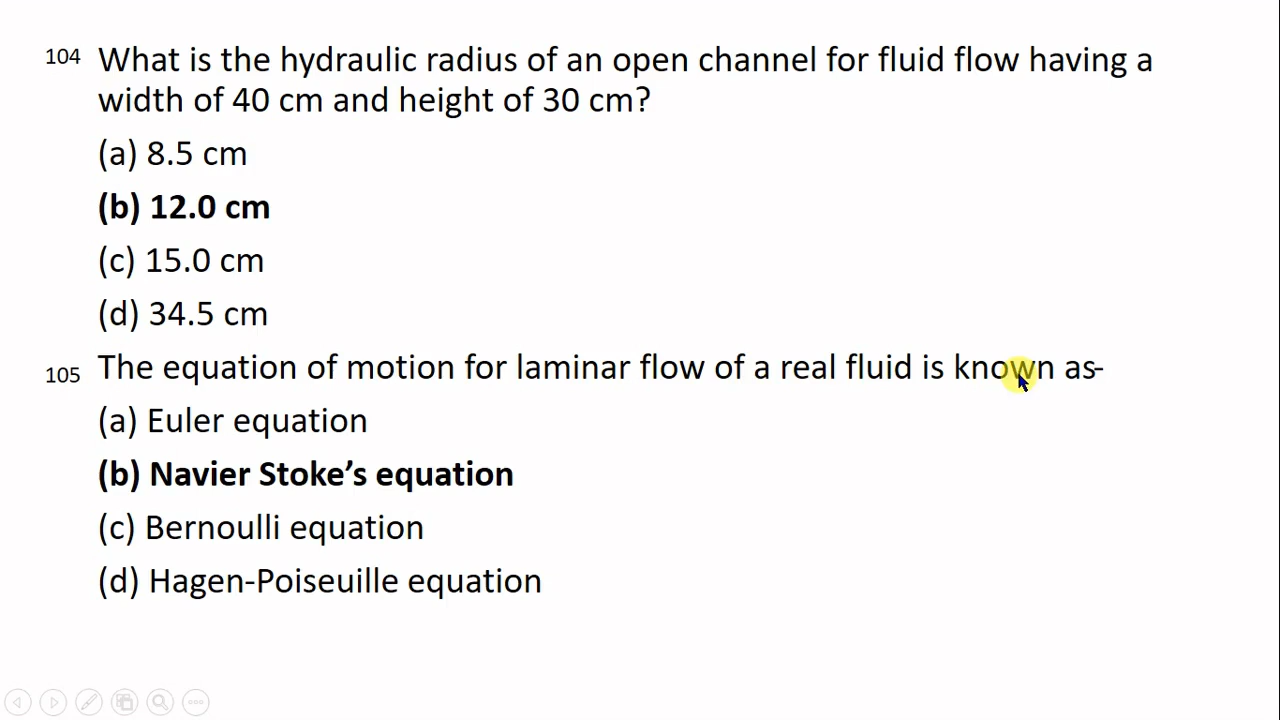 104 What is the hydraulic radius of an open channel for fluid flow having a
width of 40 cm and height of 30 cm?
(a) 8.5 cm
(b) 12.0 cm
(c) 15.0 cm
(d) 34.5 cm
105 The equation of motion for laminar flow of a real fluid is known as-
(a) Euler equation
(b) Navier Stoke’s equation
(c) Bernoulli equation
(d) Hagen-Poiseuille equation